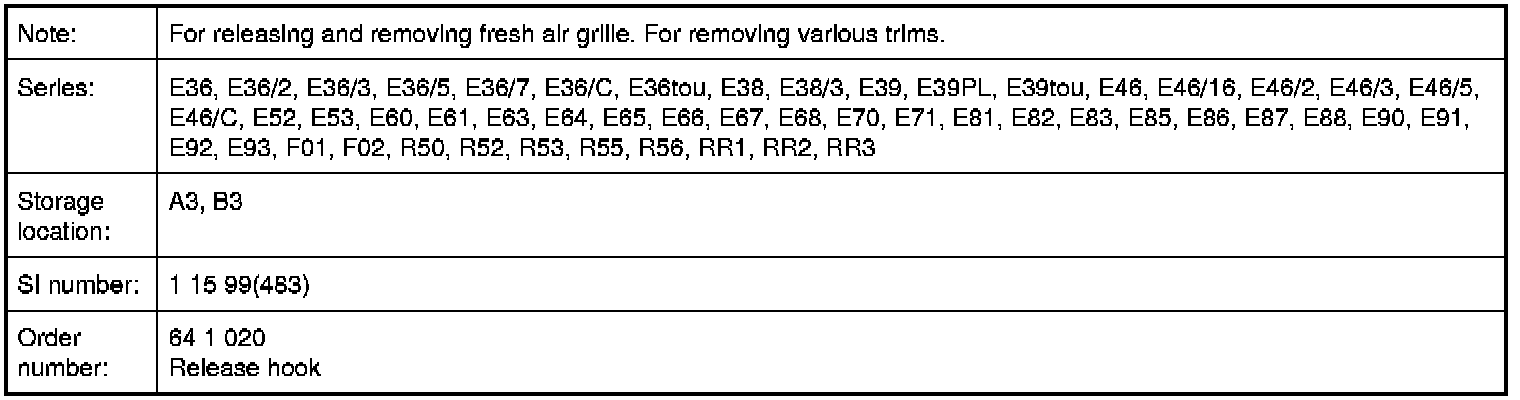 Note: For releasing and removing fresh air grille. For removing various trims.
Series: E36, E36/2, E36/3, E36/5, E36/7, E36/C, E36tou, E38, E38/3, E39, E39PL, E39tou, E46, E46/16, E46/2, E46/3, E46/5,
E46/C, E52, E53, E60, E61, E63, E64, E65, E66, E67, E68, E70, E71, E81, E82, E83, E85, E86, E87, E88, E90, E91,
E92, E93, F01, F02, R50, R52, R53, R55, R56, RR1, RR2, RR3
Storage location: A3, B3
SI number: 1 15 99(483)
Order number: 64 1 020
Release hook